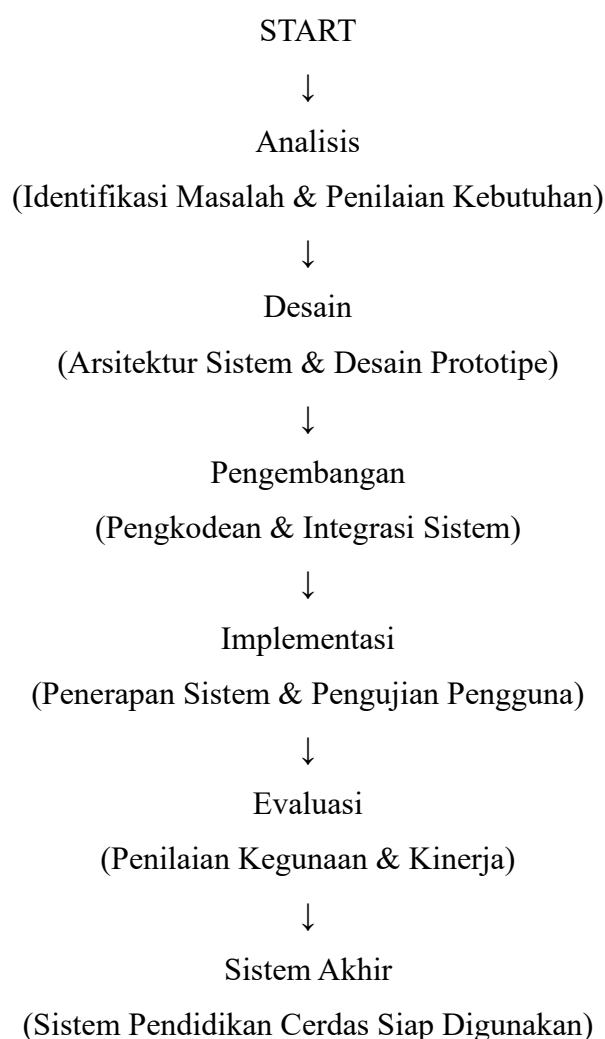 START
↓
Analisis
(Identifikasi Masalah & Penilaian Kebutuhan)
↓
Desain
(Arsitektur Sistem & Desain Prototipe)
↓
Pengembangan
(Pengkodean & Integrasi Sistem)
↓
Implementasi
(Penerapan Sistem & Pengujian Pengguna)
↓
Evaluasi
(Penilaian Kegunaan & Kinerja)
↓
Sistem Akhir
(Sistem Pendidikan Cerdas Siap Digunakan)